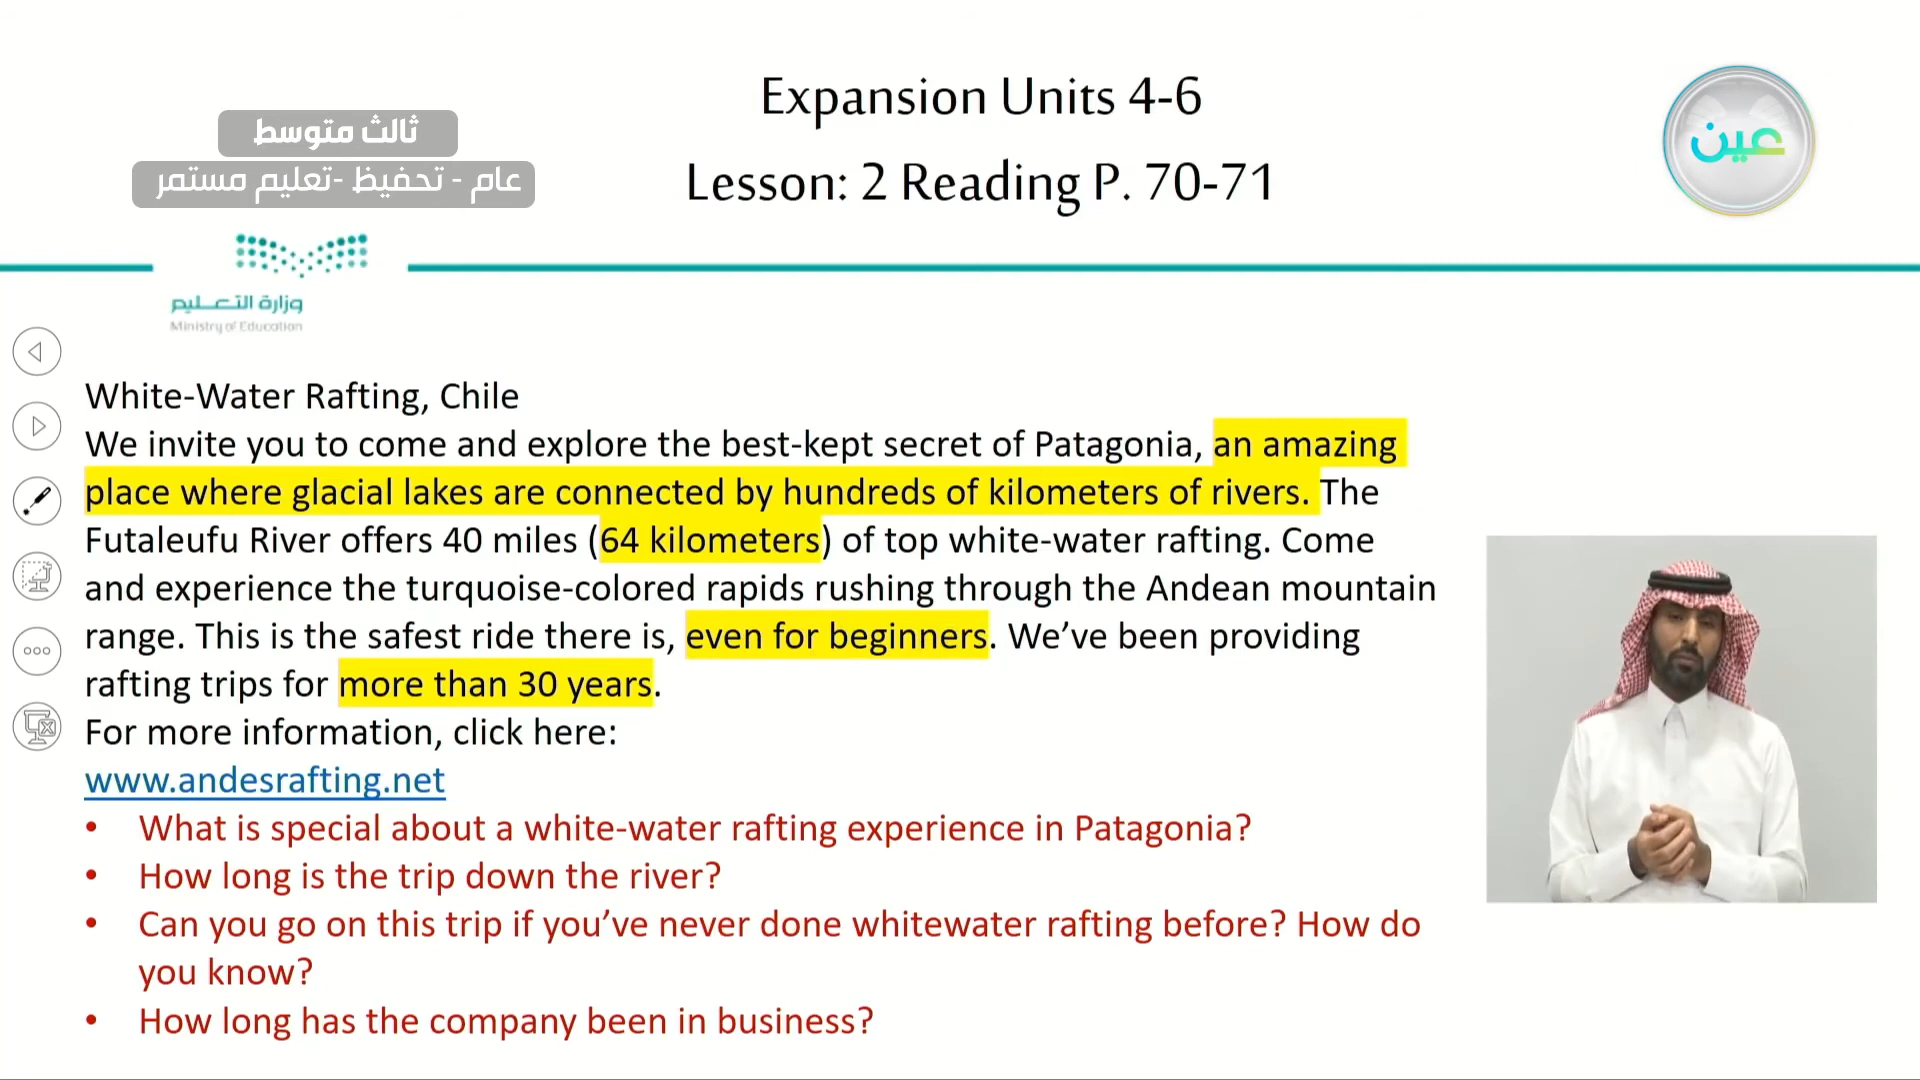 Expansion Units 4-6
Lesson: 2 Reading P. 70-71
ثالث متوسط
عام - تحفيظ -تعليم مستمر
عين
وزارة التعليم
Ministry of Education
White-Water Rafting, Chile
We invite you to come and explore the best-kept secret of Patagonia, an amazing
place where glacial lakes are connected by hundreds of kilometers of rivers. The
Futaleufu River offers 40 miles (64 kilometers) of top white-water rafting. Come
and experience the turquoise-colored rapids rushing through the Andean mountain
range. This is the safest ride there is, even for beginners. We’ve been providing
rafting trips for more than 30 years.
For more information, click here:
www.andesrafting.net
• What is special about a white-water rafting experience in Patagonia?
• How long is the trip down the river?
• Can you go on this trip if you’ve never done whitewater rafting before? How do
you know?
• How long has the company been in business?